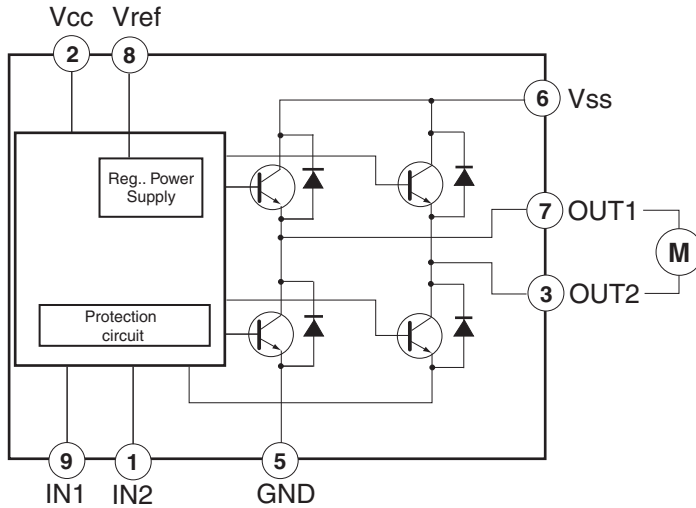 Vcc Vref
2 8
6 Vss
Reg.. Power
Supply
7 OUT1
M
3 OUT2
Protection
circuit
9 1 5
IN1 IN2 GND